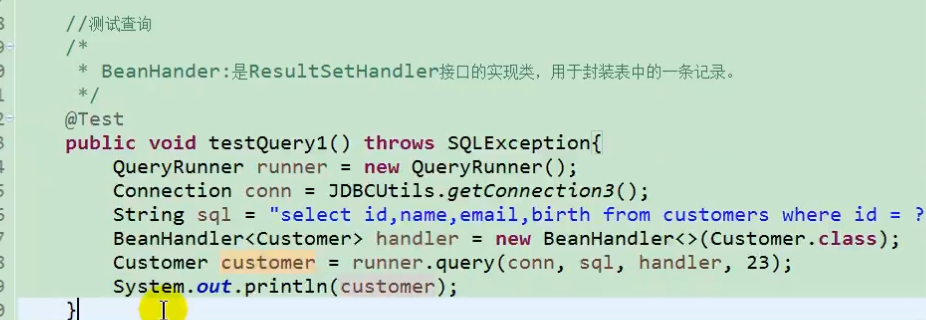 //测试查询
/*
* BeanHander:是ResultSetHandler接口的实现类，用于封装表中的一条记录。
*/
@Test
public void testQuery1() throws SQLException{
QueryRunner runner = new QueryRunner();
Connection conn = JDBCUtils.getConnection3();
String sql = "select id,name,email,birth from customers where id = ?
BeanHandler<Customer> handler = new BeanHandler<>(Customer.class);
Customer customer = runner.query(conn, sql, handler, 23);
System.out.println(customer);
}